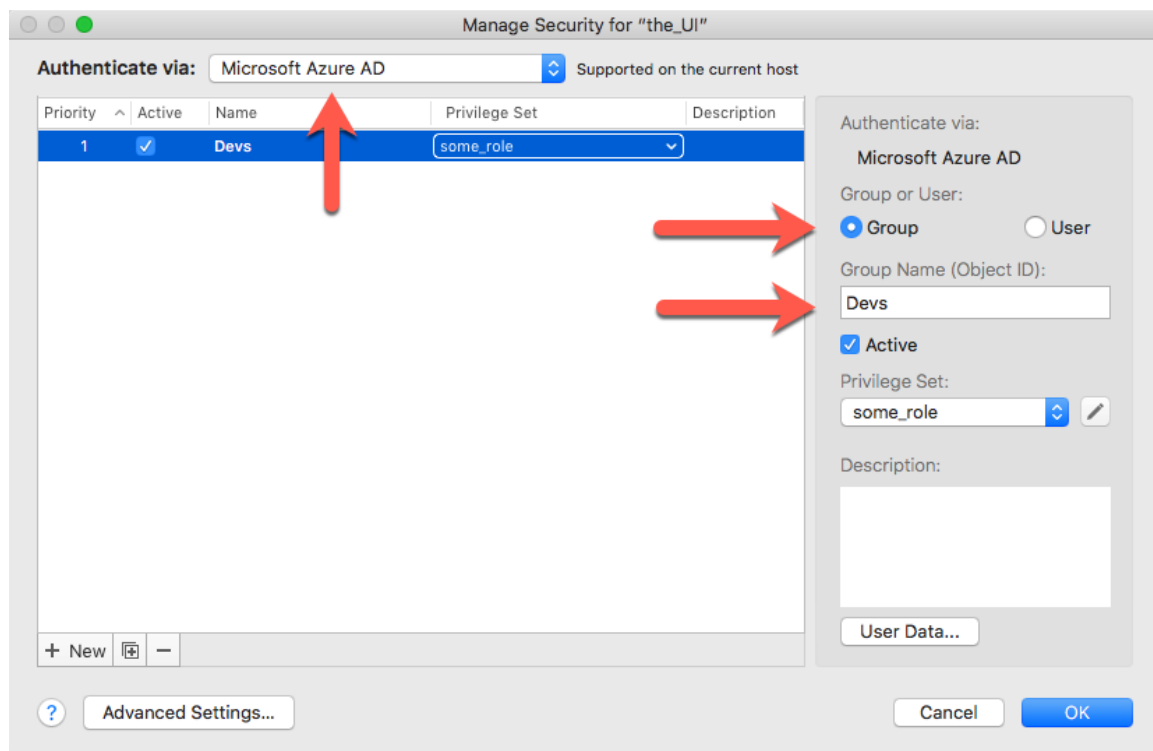 Manage Security for "the_UI"
Authenticate via: Microsoft Azure AD Supported on the current host
Priority Active Name Privilege Set Description
1 Devs some_role
Authenticate via:
Microsoft Azure AD
Group or User:
Group User
Group Name (Object ID):
Devs
Active
Privilege Set:
some_role
Description:
User Data...
+ New
? Advanced Settings... Cancel OK